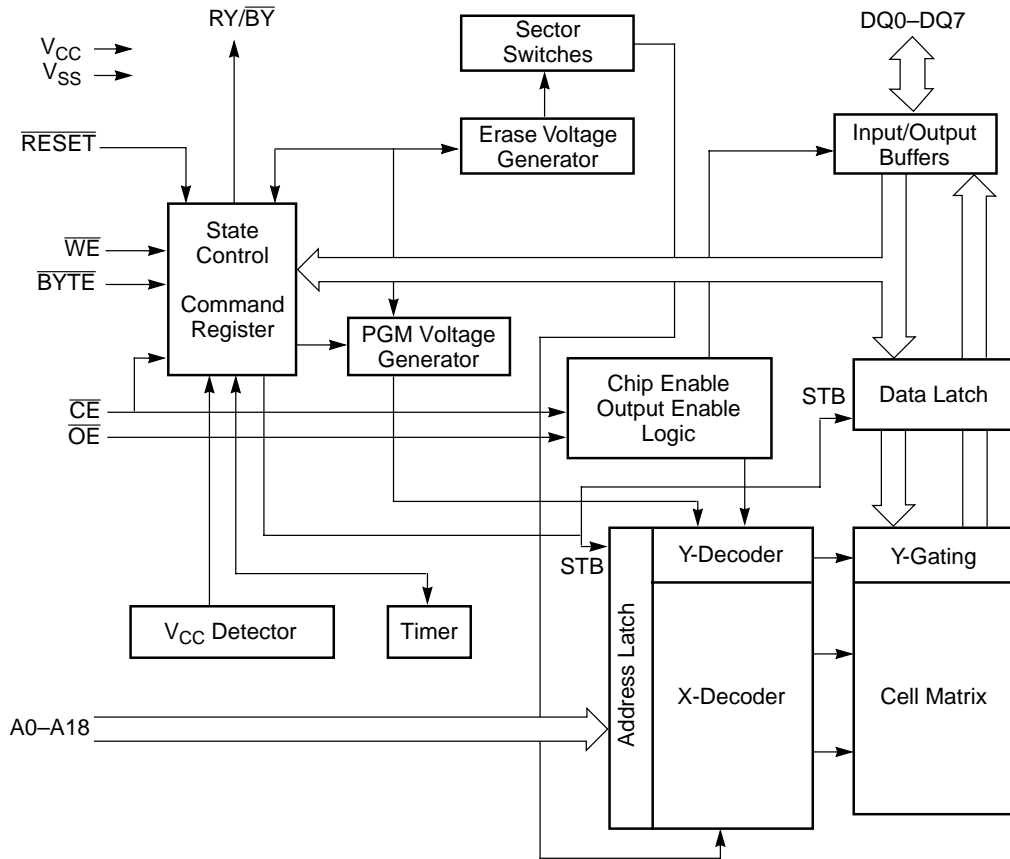 RY/BY
Sector
Switches
DQ0–DQ7
VCC
VSS
Erase Voltage
Generator
Input/Output
Buffers
RESET
State
Control
WE
BYTE
Command
Register
PGM Voltage
Generator
Chip Enable
Output Enable
Logic
STB
Data Latch
CE
OE
STB
Y-Decoder
Y-Gating
VCC Detector
Timer
Address Latch
X-Decoder
Cell Matrix
A0–A18